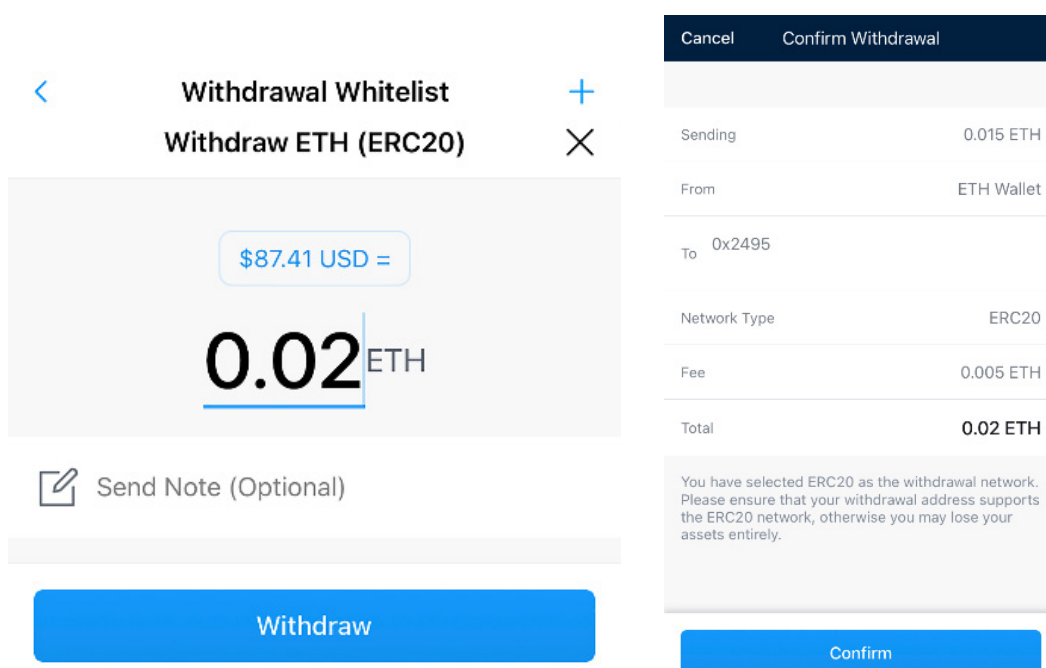 Withdrawal Whitelist
Withdraw ETH (ERC20)
$87.41 USD =
0.02 ETH
Send Note (Optional)
Withdraw
Cancel Confirm Withdrawal
Sending 0.015 ETH
From ETH Wallet
To 0x2495
Network Type ERC20
Fee 0.005 ETH
Total 0.02 ETH
You have selected ERC20 as the withdrawal network.
Please ensure that your withdrawal address supports
the ERC20 network, otherwise you may lose your
assets entirely.
Confirm